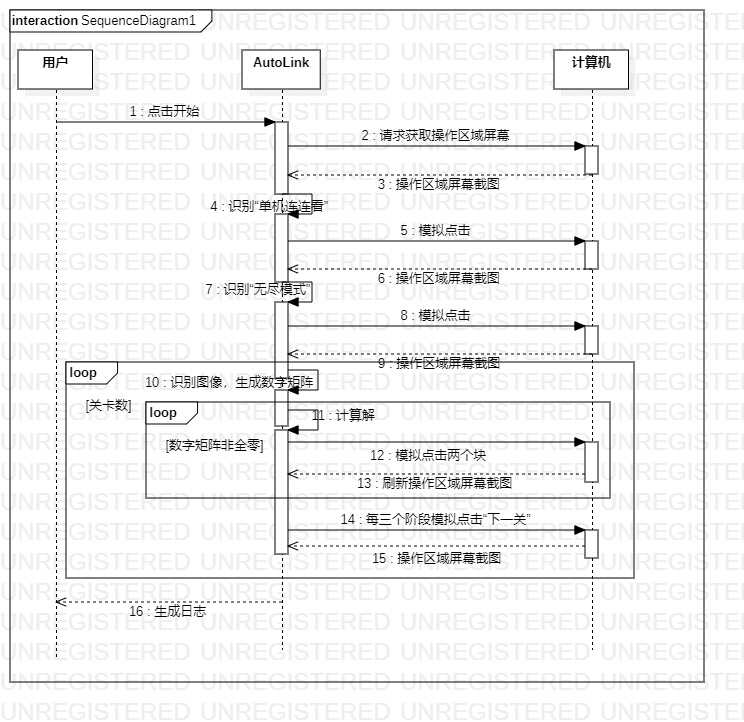 interaction SequenceDiagram1
用户
AutoLink
计算机
1 : 点击开始
2 : 请求获取操作区域屏幕
3 : 操作区域屏幕截图
4 : 识别“单机连连看”
5 : 模拟点击
6 : 操作区域屏幕截图
7 : 识别“无尽模式”
8 : 模拟点击
9 : 操作区域屏幕截图
loop
10 : 识别图像，生成数字矩阵
[关卡数]
loop
11 : 计算解
[数字矩阵非全零]
12 : 模拟点击两个块
13 : 刷新操作区域屏幕截图
14 : 每三个阶段模拟点击“下一关”
15 : 操作区域屏幕截图
16 : 生成日志
UNREGISTERED